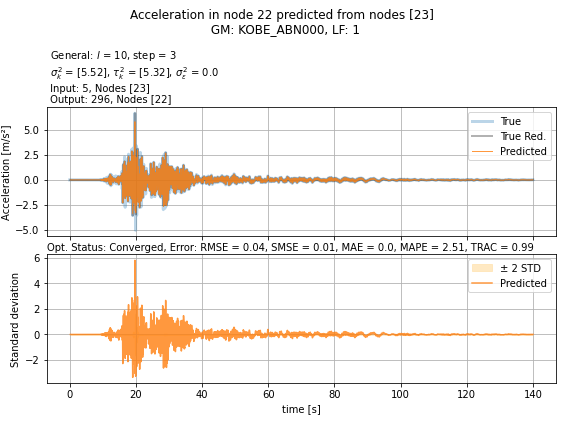 Acceleration in node 22 predicted from nodes [23]
GM: KOBE_ABN000, LF: 1
General: l = 10, step = 3
σ²ₖ = [5.52], τ²ₖ = [5.32], σ²ε = 0.0
Input: 5, Nodes [23]
Output: 296, Nodes [22]
Acceleration [m/s²]
5.0
2.5
0.0
−2.5
−5.0
True
True Red.
Predicted
Opt. Status: Converged, Error: RMSE = 0.04, SMSE = 0.01, MAE = 0.0, MAPE = 2.51, TRAC = 0.99
Standard deviation
6
4
2
0
−2
± 2 STD
Predicted
0 20 40 60 80 100 120 140
time [s]